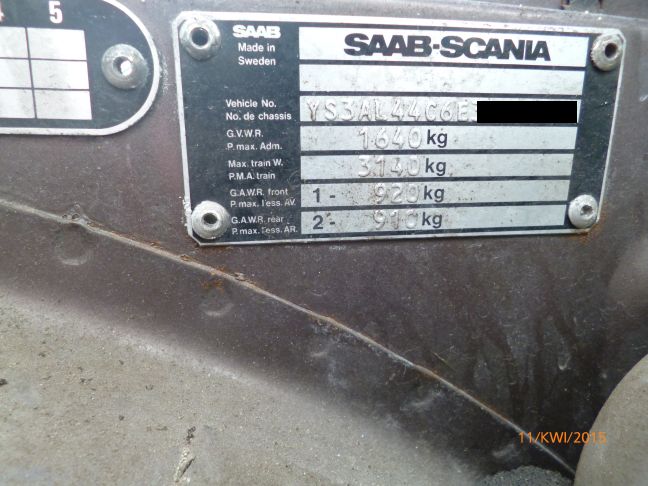 4 5
SAAB
Made in
Sweden
SAAB-SCANIA
Vehicle No.
No. de chassis
YS3AL44C6E
G.V.W.R.
P. max. Adm.
1640 kg
Max. train W.
P.M.A. train
3140 kg
G.A.W.R. front
P. max. l'ess. AV.
1 - 920 kg
G.A.W.R. rear
P. max. l'ess. AR.
2 - 910 kg
11/KWI/2015